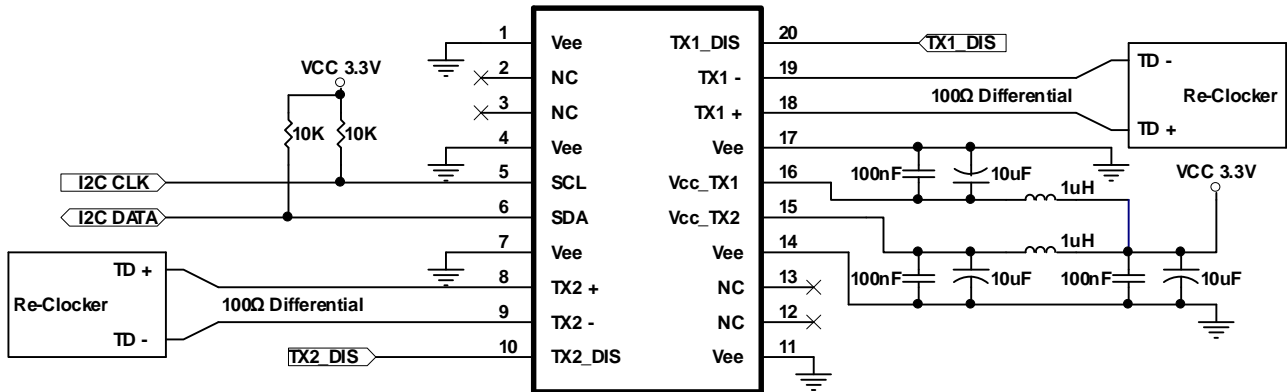 1 Vee TX1_DIS 20 TX1_DIS
VCC 3.3V
2 NC TX1 - 19 TD -
10K 10K
3 NC TX1 + 18 100Ω Differential Re-Clocker
TD +
4 Vee Vee 17
100nF 10uF
I2C CLK 5 SCL Vcc_TX1 16 VCC 3.3V
1uH
I2C DATA 6 SDA Vcc_TX2 15
7 Vee Vee 14 1uH
TD + 100nF 10uF 100nF 10uF
8 TX2 + NC 13
Re-Clocker 100Ω Differential
9 TX2 - NC 12
TD -
TX2_DIS 10 TX2_DIS Vee 11